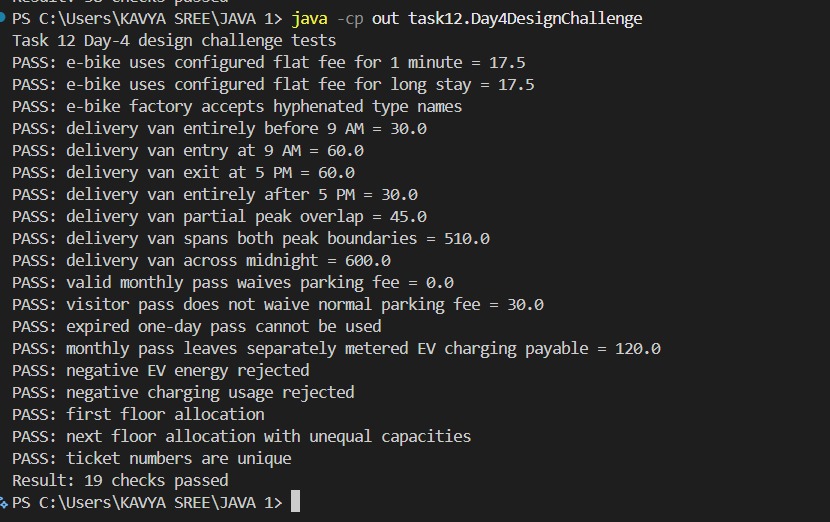 Result: 98 checks passed
PS C:\Users\KAVYA SREE\JAVA 1> java -cp out task12.Day4DesignChallenge
Task 12 Day-4 design challenge tests
PASS: e-bike uses configured flat fee for 1 minute = 17.5
PASS: e-bike uses configured flat fee for long stay = 17.5
PASS: e-bike factory accepts hyphenated type names
PASS: delivery van entirely before 9 AM = 30.0
PASS: delivery van entry at 9 AM = 60.0
PASS: delivery van exit at 5 PM = 60.0
PASS: delivery van entirely after 5 PM = 30.0
PASS: delivery van partial peak overlap = 45.0
PASS: delivery van spans both peak boundaries = 510.0
PASS: delivery van across midnight = 600.0
PASS: valid monthly pass waives parking fee = 0.0
PASS: visitor pass does not waive normal parking fee = 30.0
PASS: expired one-day pass cannot be used
PASS: monthly pass leaves separately metered EV charging payable = 120.0
PASS: negative EV energy rejected
PASS: negative charging usage rejected
PASS: first floor allocation
PASS: next floor allocation with unequal capacities
PASS: ticket numbers are unique
Result: 19 checks passed
PS C:\Users\KAVYA SREE\JAVA 1>